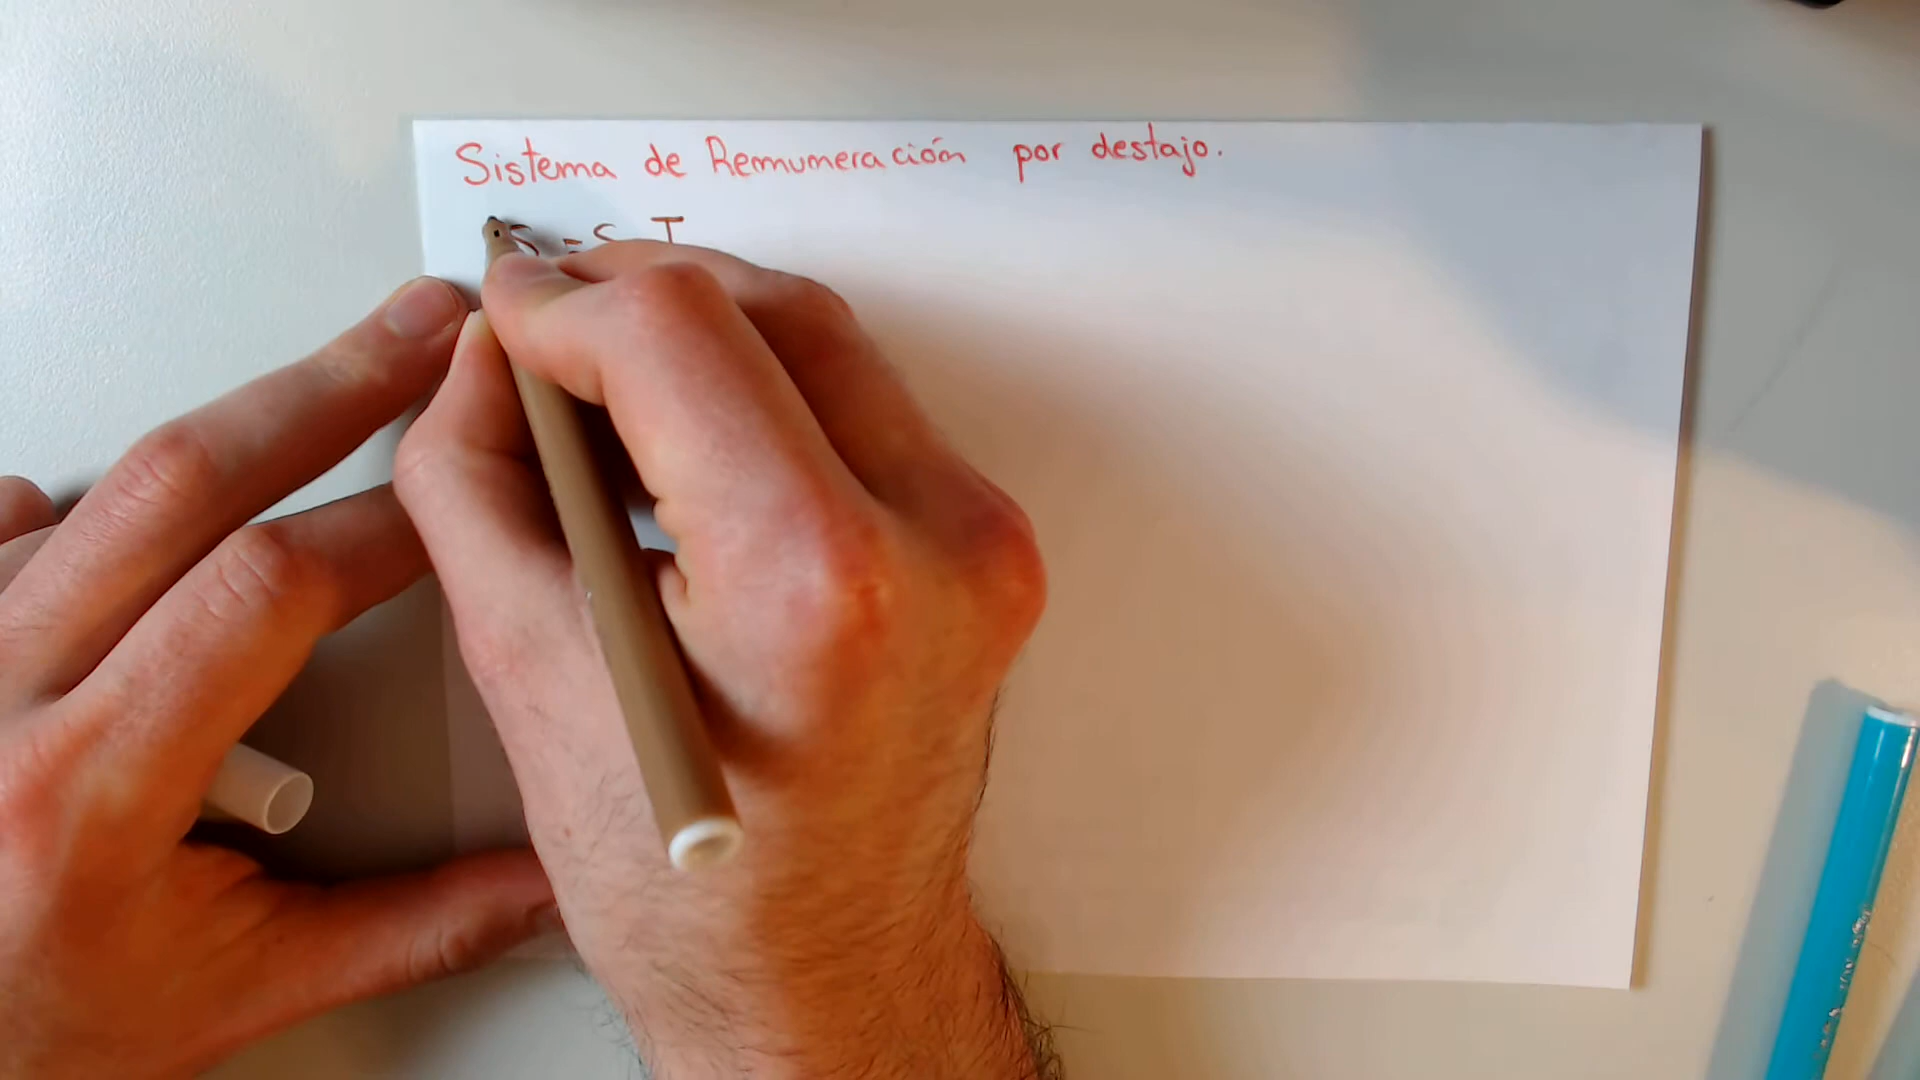 Sistema de Remuneración por destajo.
S = S T